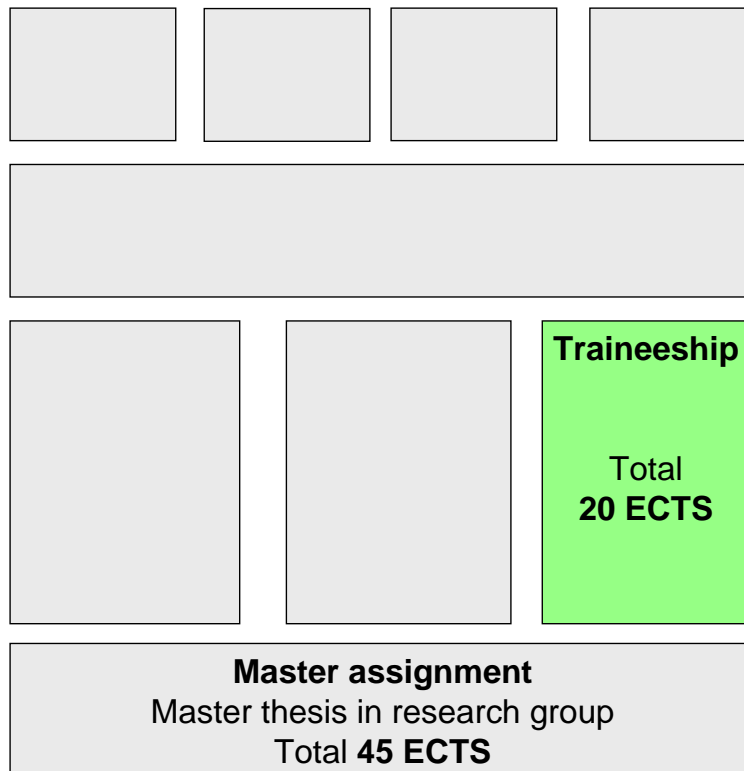 Traineeship
Total
20 ECTS
Master assignment
Master thesis in research group
Total 45 ECTS